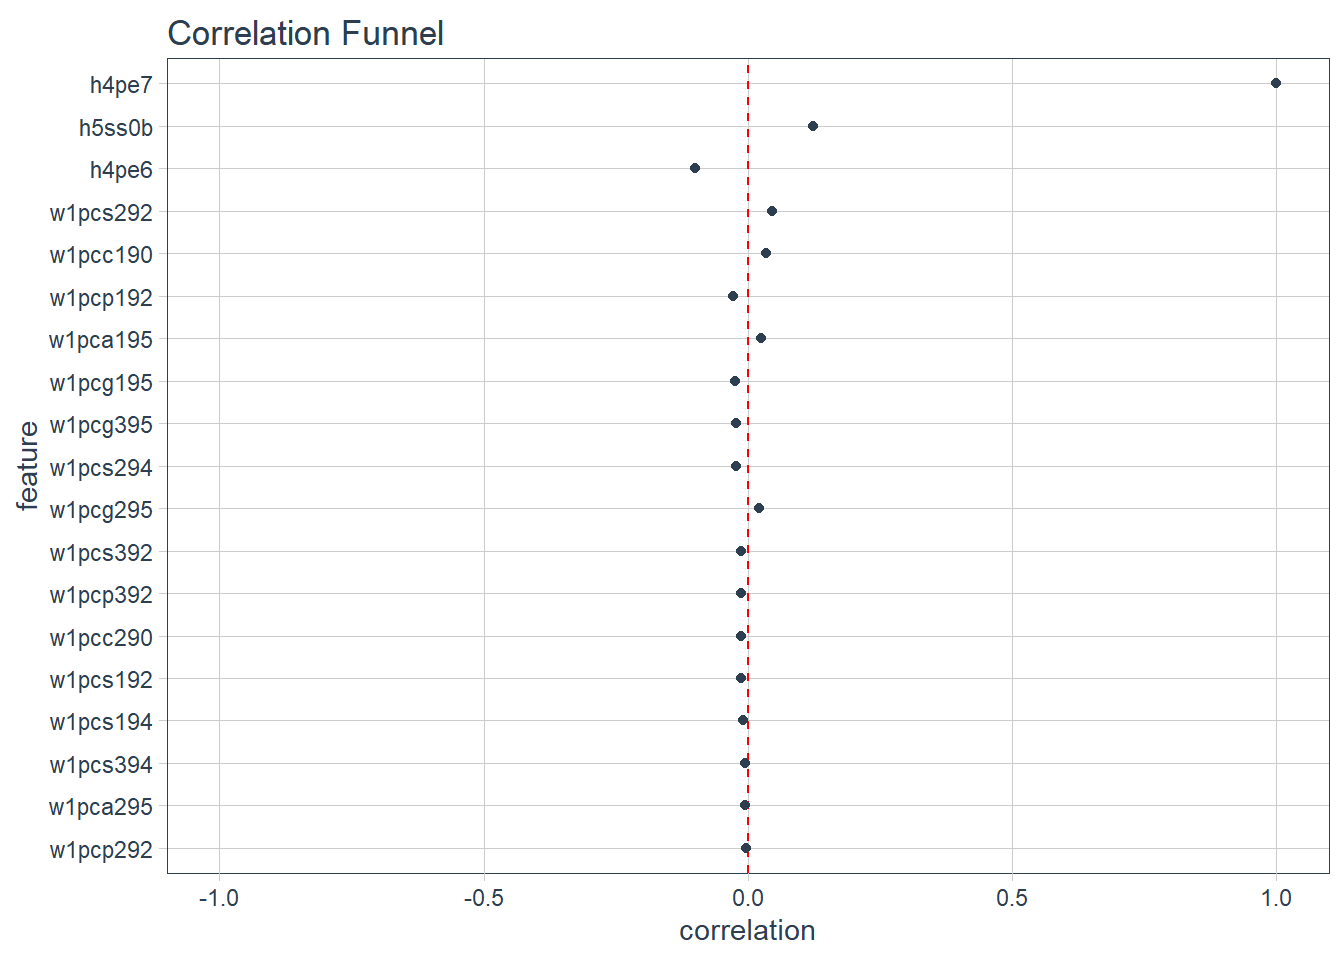 Correlation Funnel
h4pe7
h5ss0b
h4pe6
w1pcs292
w1pcc190
w1pcp192
w1pca195
w1pcg195
w1pcg395
w1pcs294
w1pcg295
w1pcs392
w1pcp392
w1pcc290
w1pcs192
w1pcs194
w1pcs394
w1pca295
w1pcp292
feature
-1.0 -0.5 0.0 0.5 1.0
correlation